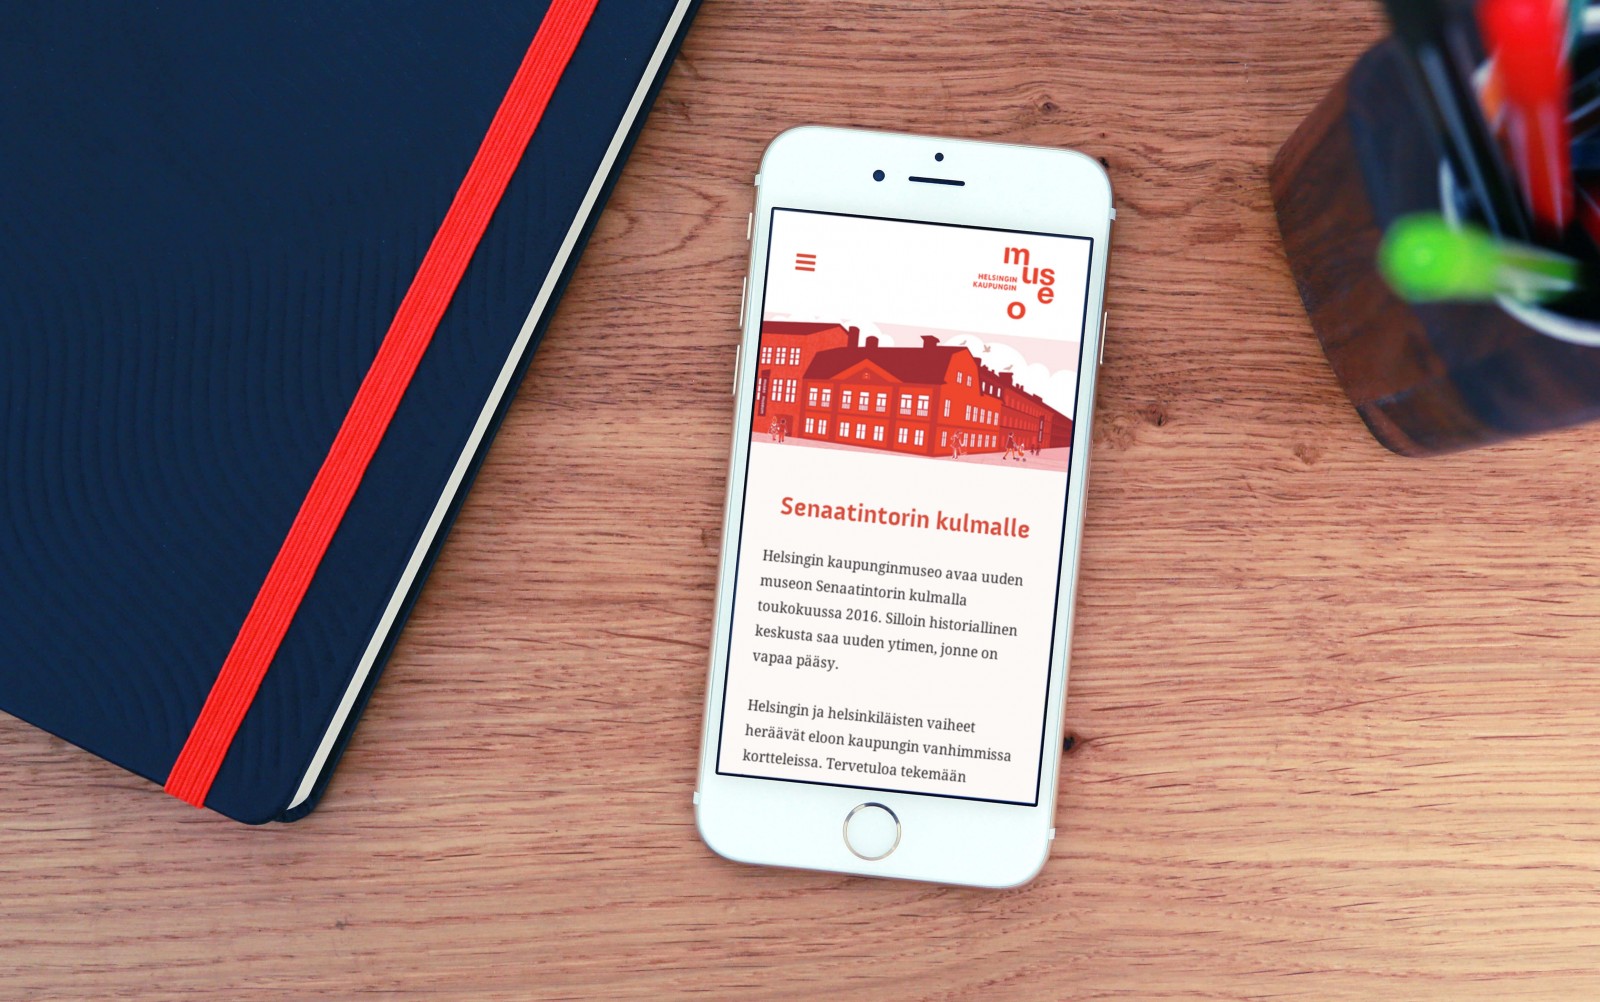 m
us
HELSINGIN
KAUPUNGIN
e
o
Senaatintorin kulmalle
Helsingin kaupunginmuseo avaa uuden
museon Senaatintorin kulmalla
toukokuussa 2016. Silloin historiallinen
keskusta saa uuden ytimen, jonne on
vapaa pääsy.
Helsingin ja helsinkiläisten vaiheet
heräävät eloon kaupungin vanhimmissa
kortteleissa. Tervetuloa tekemään